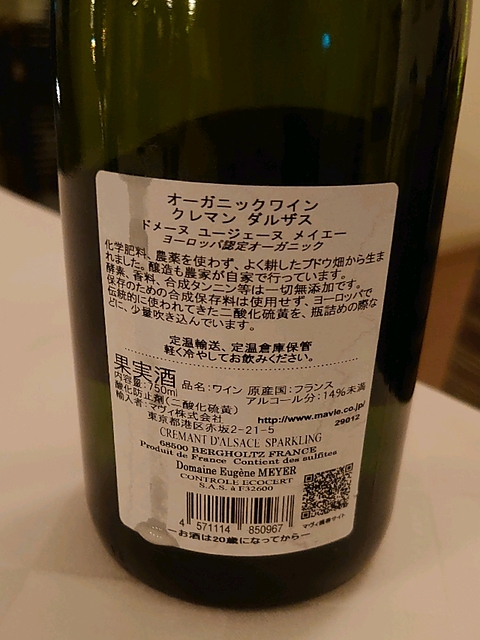 オーガニックワイン
クレマン ダルザス
ドメーヌ ユージェーヌ メイエー
ヨーロッパ認定オーガニック
化学肥料、農薬を使わず、よく耕したブドウ畑から生ま
れました。醸造も農家が自家で行っています。
酵素、香料、合成タンニン等は一切無添加です。
保存のための合成保存料は使用せず、ヨーロッパで
伝統的に使われてきた二酸化硫黄を、瓶詰めの際な
どに、少量吹き込んでいます。
定温輸送、定温倉庫保管
軽く冷やしてお飲みください。
果実酒 品名:ワイン 原産国:フランス
内容量:750ml アルコール分:14%未満
酸化防止剤(二酸化硫黄)
輸入者:マヴィ株式会社 http://www.mavie.co.jp/
東京都港区赤坂2-21-5 29012
CREMANT D'ALSACE SPARKLING
68500 BERGHOLTZ FRANCE
Produit de France Contient des sulfites
Domaine Eugène MEYER
CONTROLE ECOCERT
S.A.S. à F32600
4 571114 850967
マヴィ携帯サイト
ーお酒は20歳になってからー